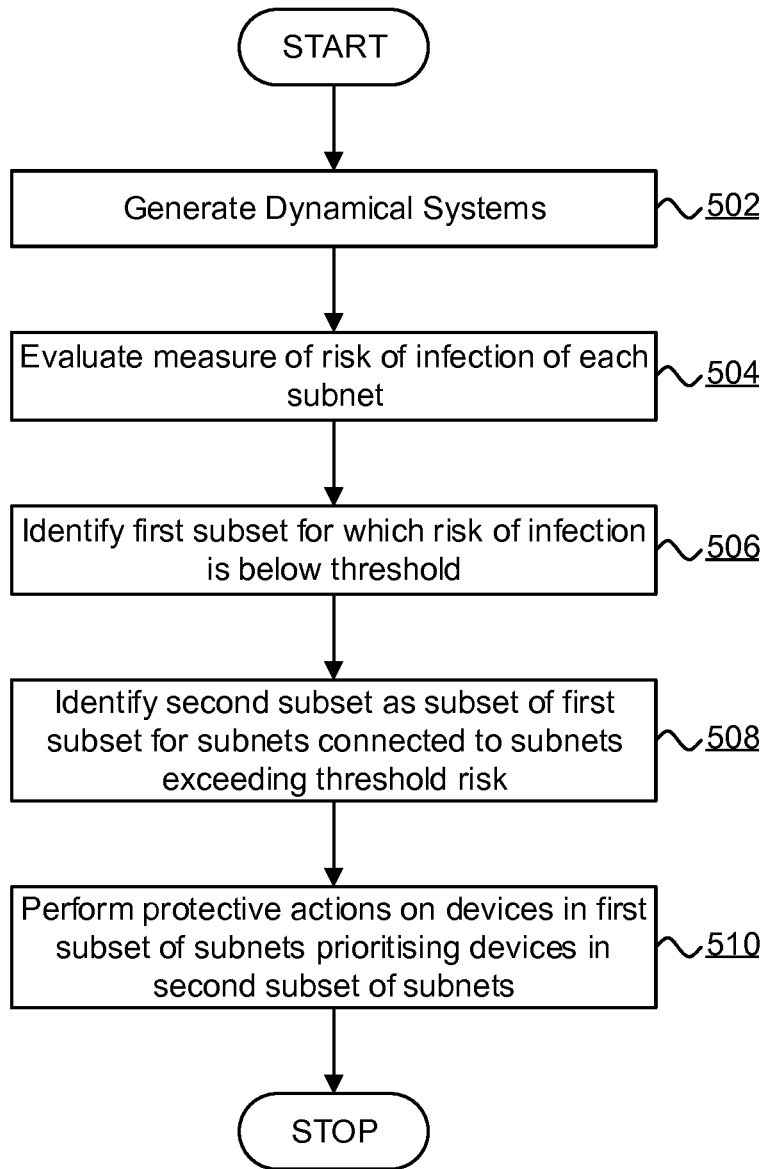 START
Generate Dynamical Systems
502
Evaluate measure of risk of infection of each
subnet
504
Identify first subset for which risk of infection
is below threshold
506
Identify second subset as subset of first
subset for subnets connected to subnets
exceeding threshold risk
508
Perform protective actions on devices in first
subset of subnets prioritising devices in
second subset of subnets
510
STOP